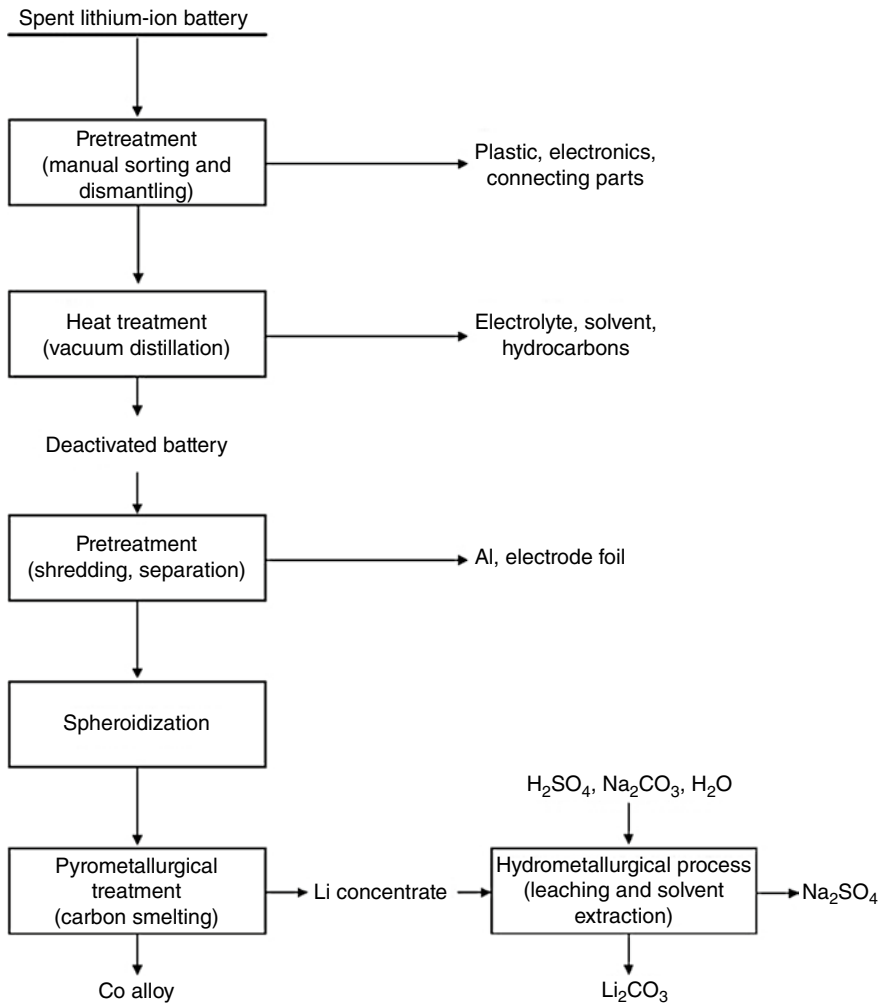 Spent lithium-ion battery
Pretreatment
(manual sorting and
dismantling)
Plastic, electronics,
connecting parts
Heat treatment
(vacuum distillation)
Electrolyte, solvent,
hydrocarbons
Deactivated battery
Pretreatment
(shredding, separation)
Al, electrode foil
Spheroidization
H₂SO₄, Na₂CO₃, H₂O
Pyrometallurgical
treatment
(carbon smelting)
Li concentrate
Hydrometallurgical process
(leaching and solvent
extraction)
Na₂SO₄
Co alloy
Li₂CO₃